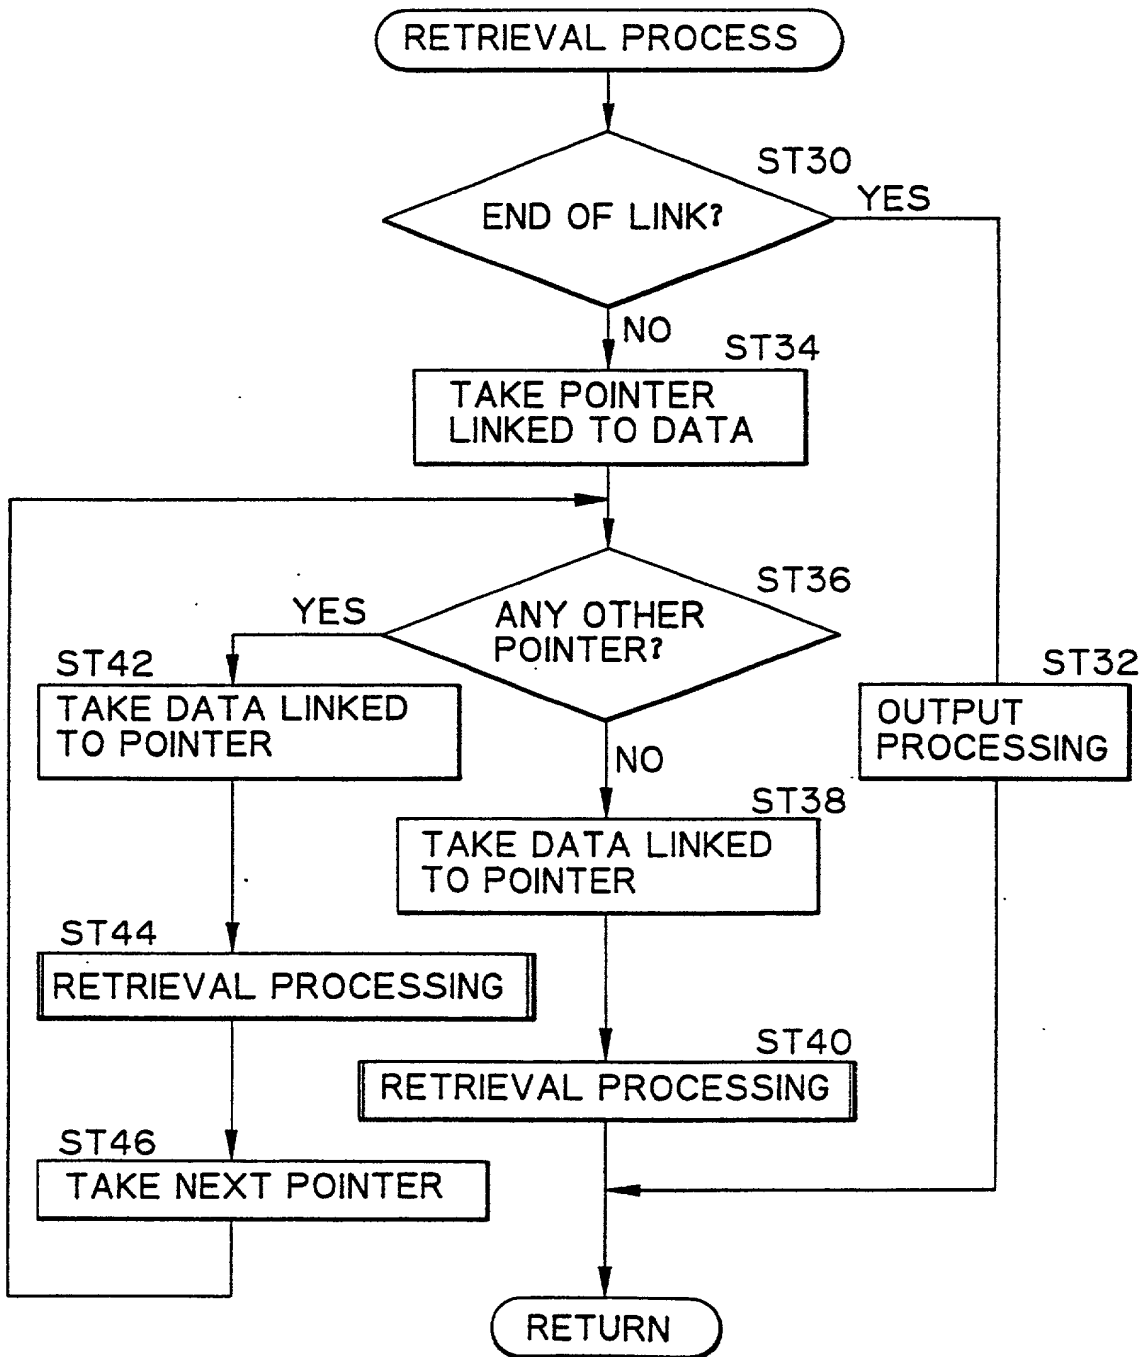 RETRIEVAL PROCESS
ST30
END OF LINK?
YES
NO
ST34
TAKE POINTER
LINKED TO DATA
ST36
ANY OTHER
POINTER?
YES
ST42
TAKE DATA LINKED
TO POINTER
ST32
OUTPUT
PROCESSING
NO
ST38
TAKE DATA LINKED
TO POINTER
ST44
RETRIEVAL PROCESSING
ST40
RETRIEVAL PROCESSING
ST46
TAKE NEXT POINTER
RETURN